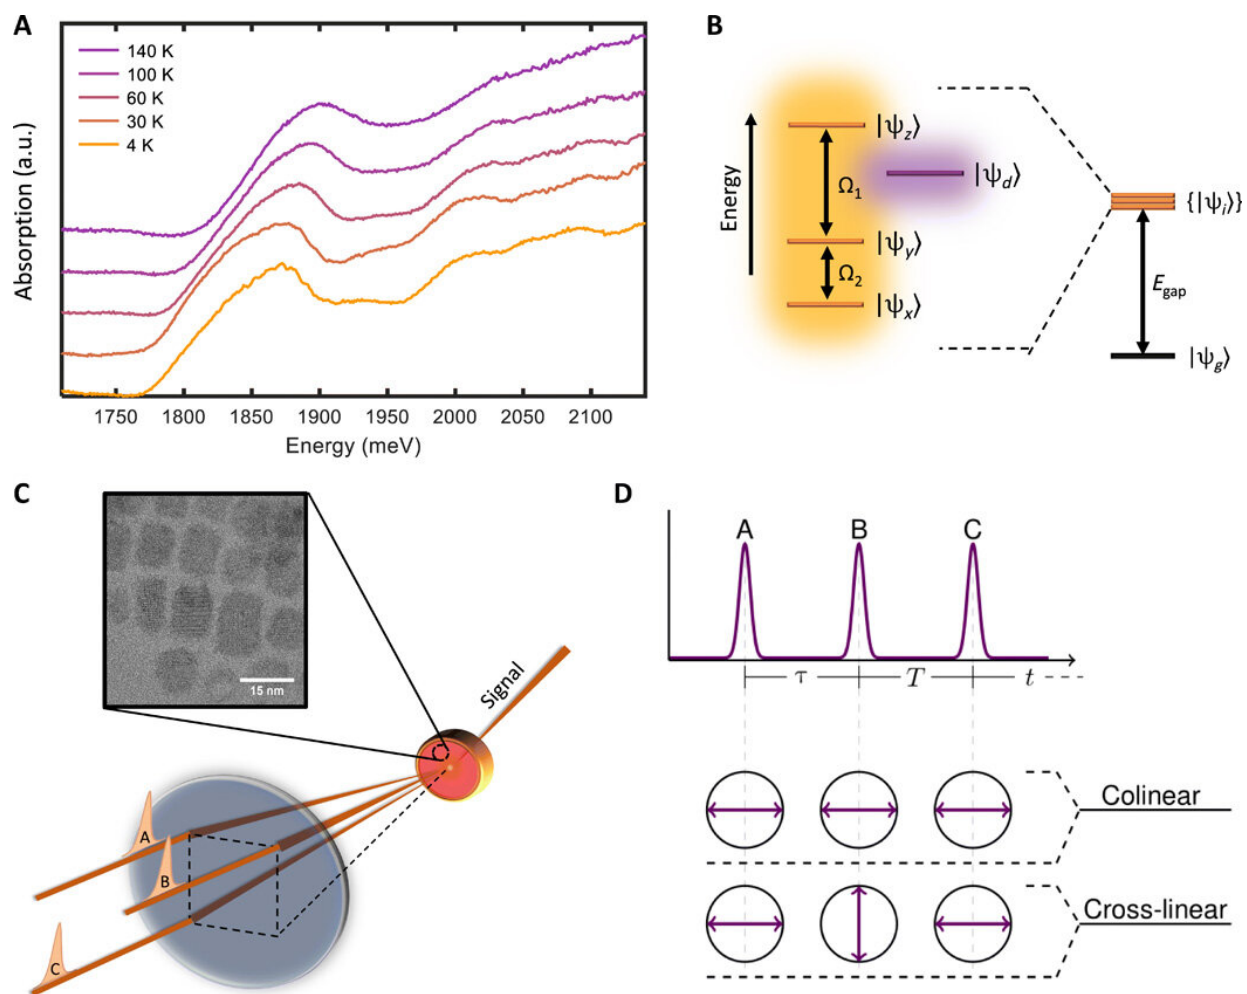 A
140 K
100 K
60 K
30 K
4 K
Absorption (a.u.)
1750 1800 1850 1900 1950 2000 2050 2100
Energy (meV)
B
Energy
|ψz⟩
Ω1
|ψd⟩
|ψy⟩
Ω2
|ψx⟩
{|ψi⟩}
Egap
|ψg⟩
C
15 nm
Signal
A
B
C
D
A B C
τ T t
Colinear
Cross-linear